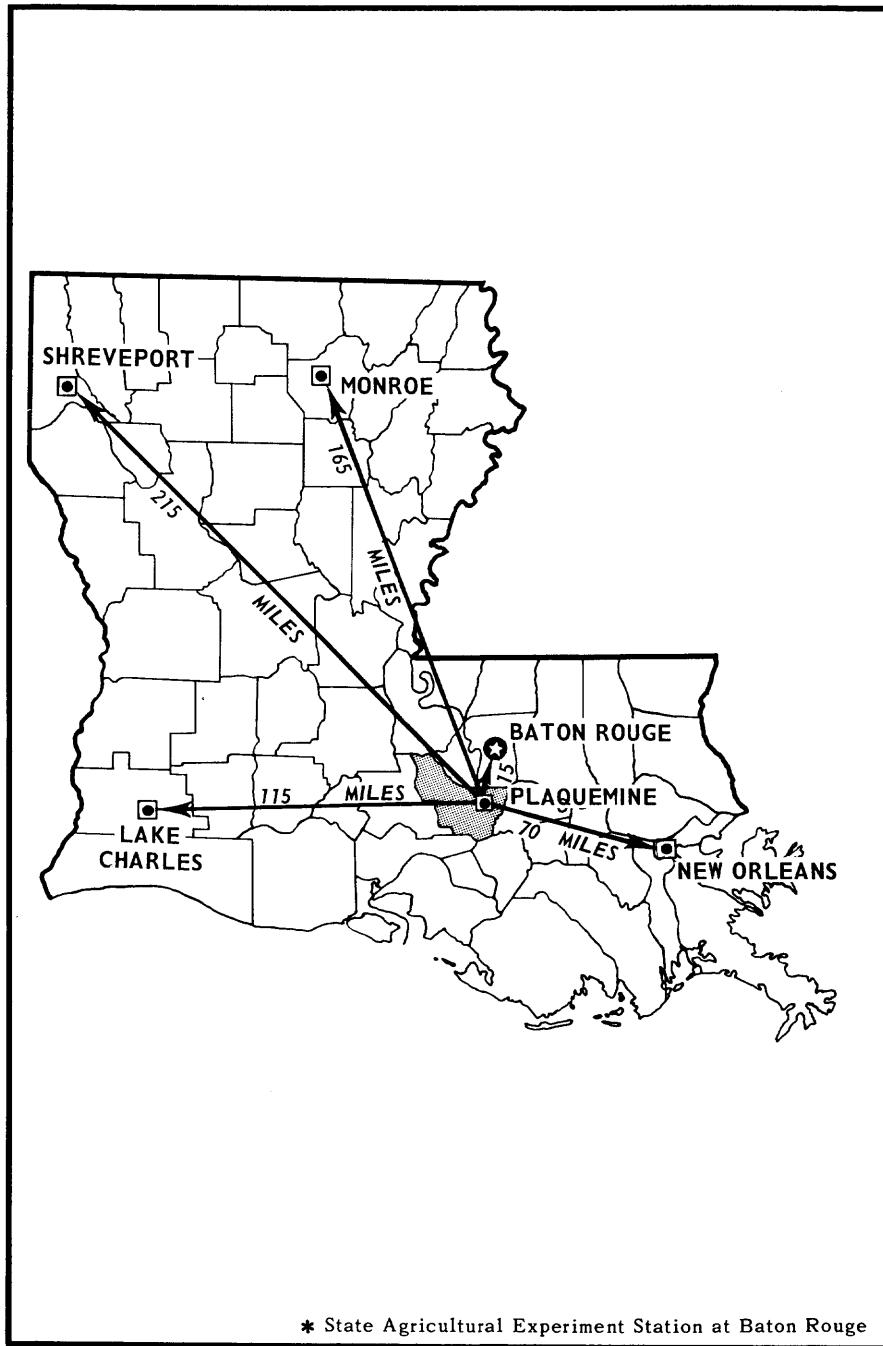 SHREVEPORT
MONROE
165
215
MILES
MILES
BATON ROUGE
15
115
MILES
PLAQUEMINE
LAKE
CHARLES
70
MILES
NEW ORLEANS
* State Agricultural Experiment Station at Baton Rouge